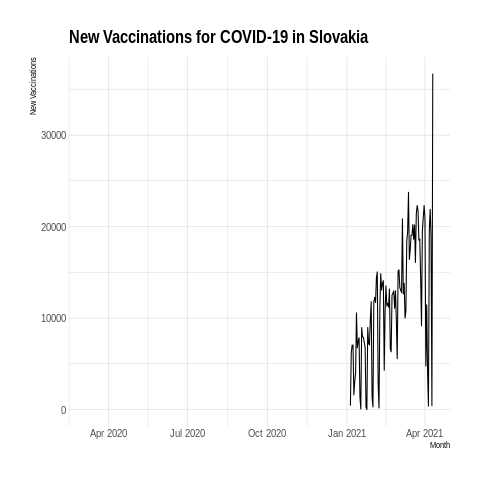 New Vaccinations for COVID-19 in Slovakia
New Vaccinations
30000
20000
10000
0
Apr 2020 Jul 2020 Oct 2020 Jan 2021 Apr 2021
Month